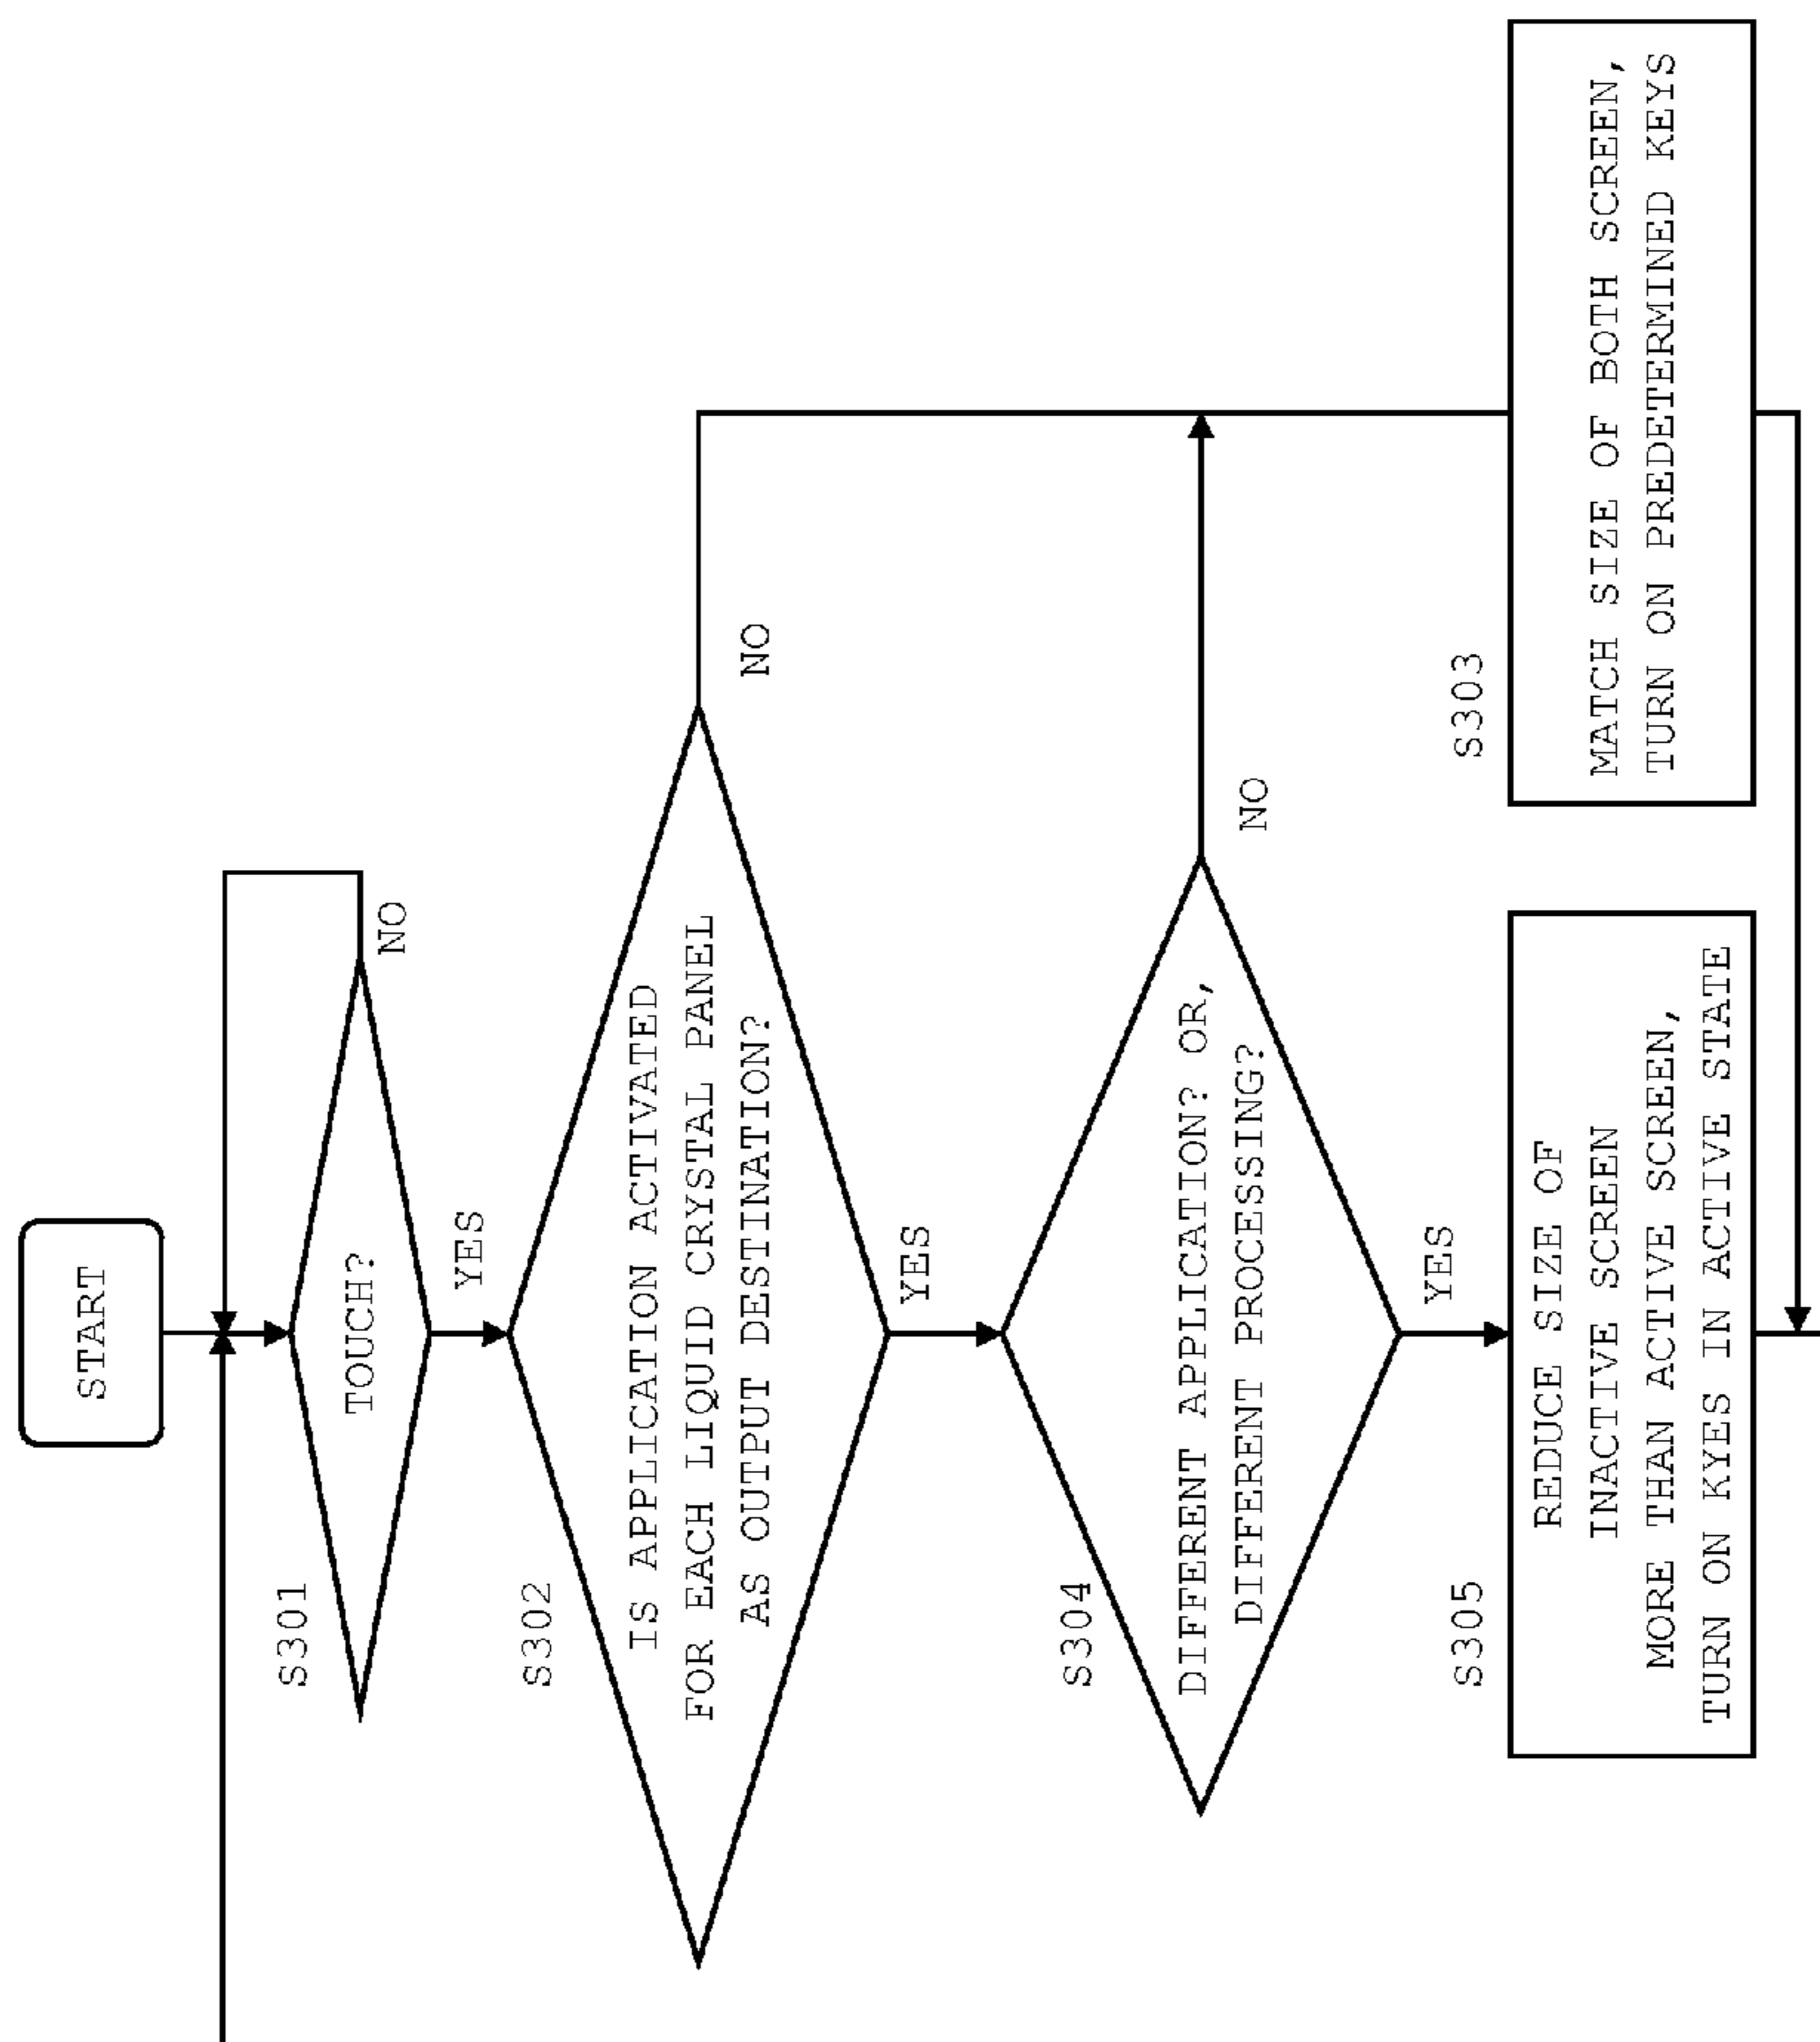 START
S301
TOUCH?
NO
YES
S302
IS APPLICATION ACTIVATED
FOR EACH LIQUID CRYSTAL PANEL
AS OUTPUT DESTINATION?
NO
YES
S304
DIFFERENT APPLICATION? OR,
DIFFERENT PROCESSING?
NO
YES
S305
REDUCE SIZE OF
INACTIVE SCREEN
MORE THAN ACTIVE SCREEN,
TURN ON KYES IN ACTIVE STATE
S303
MATCH SIZE OF BOTH SCREEN,
TURN ON PREDETERMINED KEYS